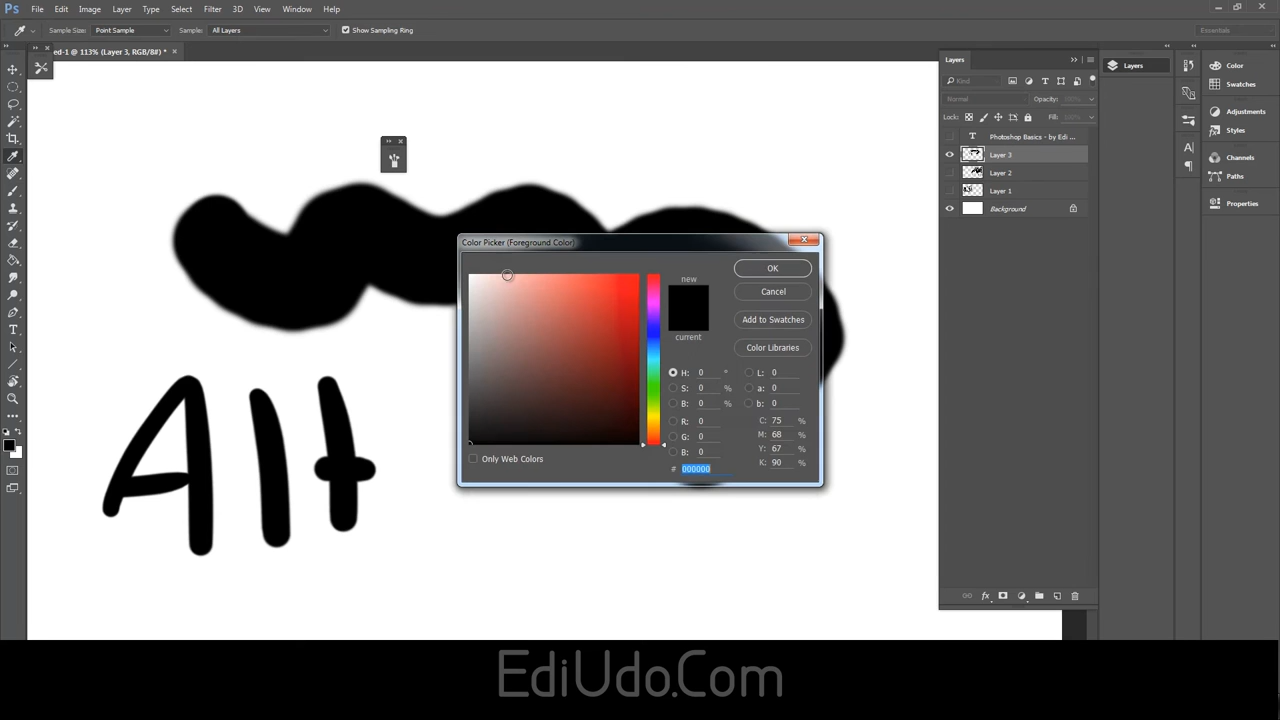 Ps File Edit Image Layer Type Select Filter 3D View Window Help
Sample Size: Point Sample Sample: All Layers Show Sampling Ring Essentials
ed-1 @ 113% (Layer 3, RGB/8#) * ×
Layers
Kind
Normal Opacity: 100%
Lock: Fill: 100%
T Photoshop Basics - by Edi ...
Layer 3
Layer 2
Layer 1
Background
Layers
Color
Swatches
Adjustments
Styles
Channels
Paths
Properties
Color Picker (Foreground Color)
new
current
OK
Cancel
Add to Swatches
Color Libraries
H: 0 ° L: 0
S: 0 % a: 0
B: 0 % b: 0
R: 0 C: 75 %
G: 0 M: 68 %
B: 0 Y: 67 %
# 000000 K: 90 %
Only Web Colors
Alt
EdiUdo.Com